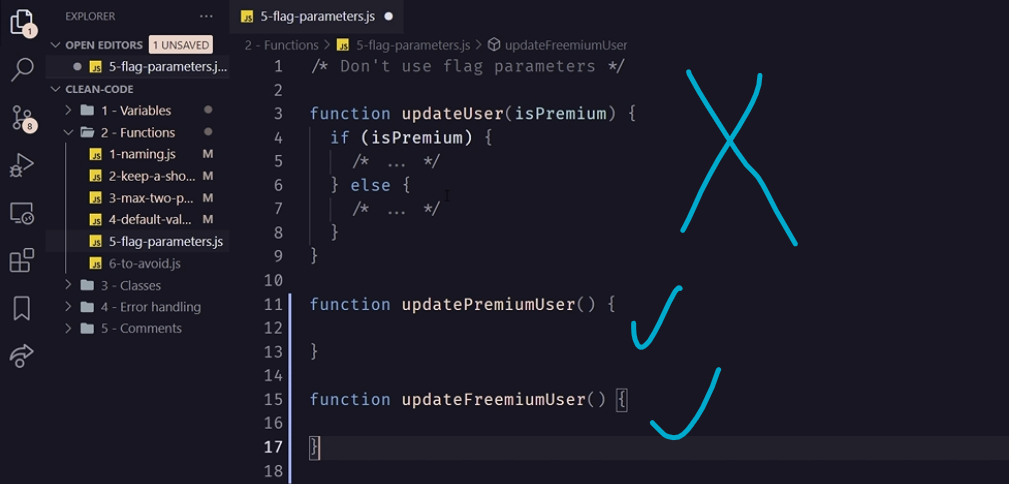 EXPLORER ...
OPEN EDITORS 1 UNSAVED
JS 5-flag-parameters.j...
CLEAN-CODE
1 - Variables
2 - Functions
JS 1-naming.js M
JS 2-keep-a-sho... M
JS 3-max-two-p... M
JS 4-default-val... M
JS 5-flag-parameters.js
JS 6-to-avoid.js
3 - Classes
4 - Error handling
5 - Comments
1
8
JS 5-flag-parameters.js
2 - Functions > JS 5-flag-parameters.js > updateFreemiumUser
1 /* Don't use flag parameters */
2
3 function updateUser(isPremium) {
4 if (isPremium) {
5 /* ... */
6 } else {
7 /* ... */
8 }
9 }
10
11 function updatePremiumUser() {
12
13 }
14
15 function updateFreemiumUser() {
16
17 }
18